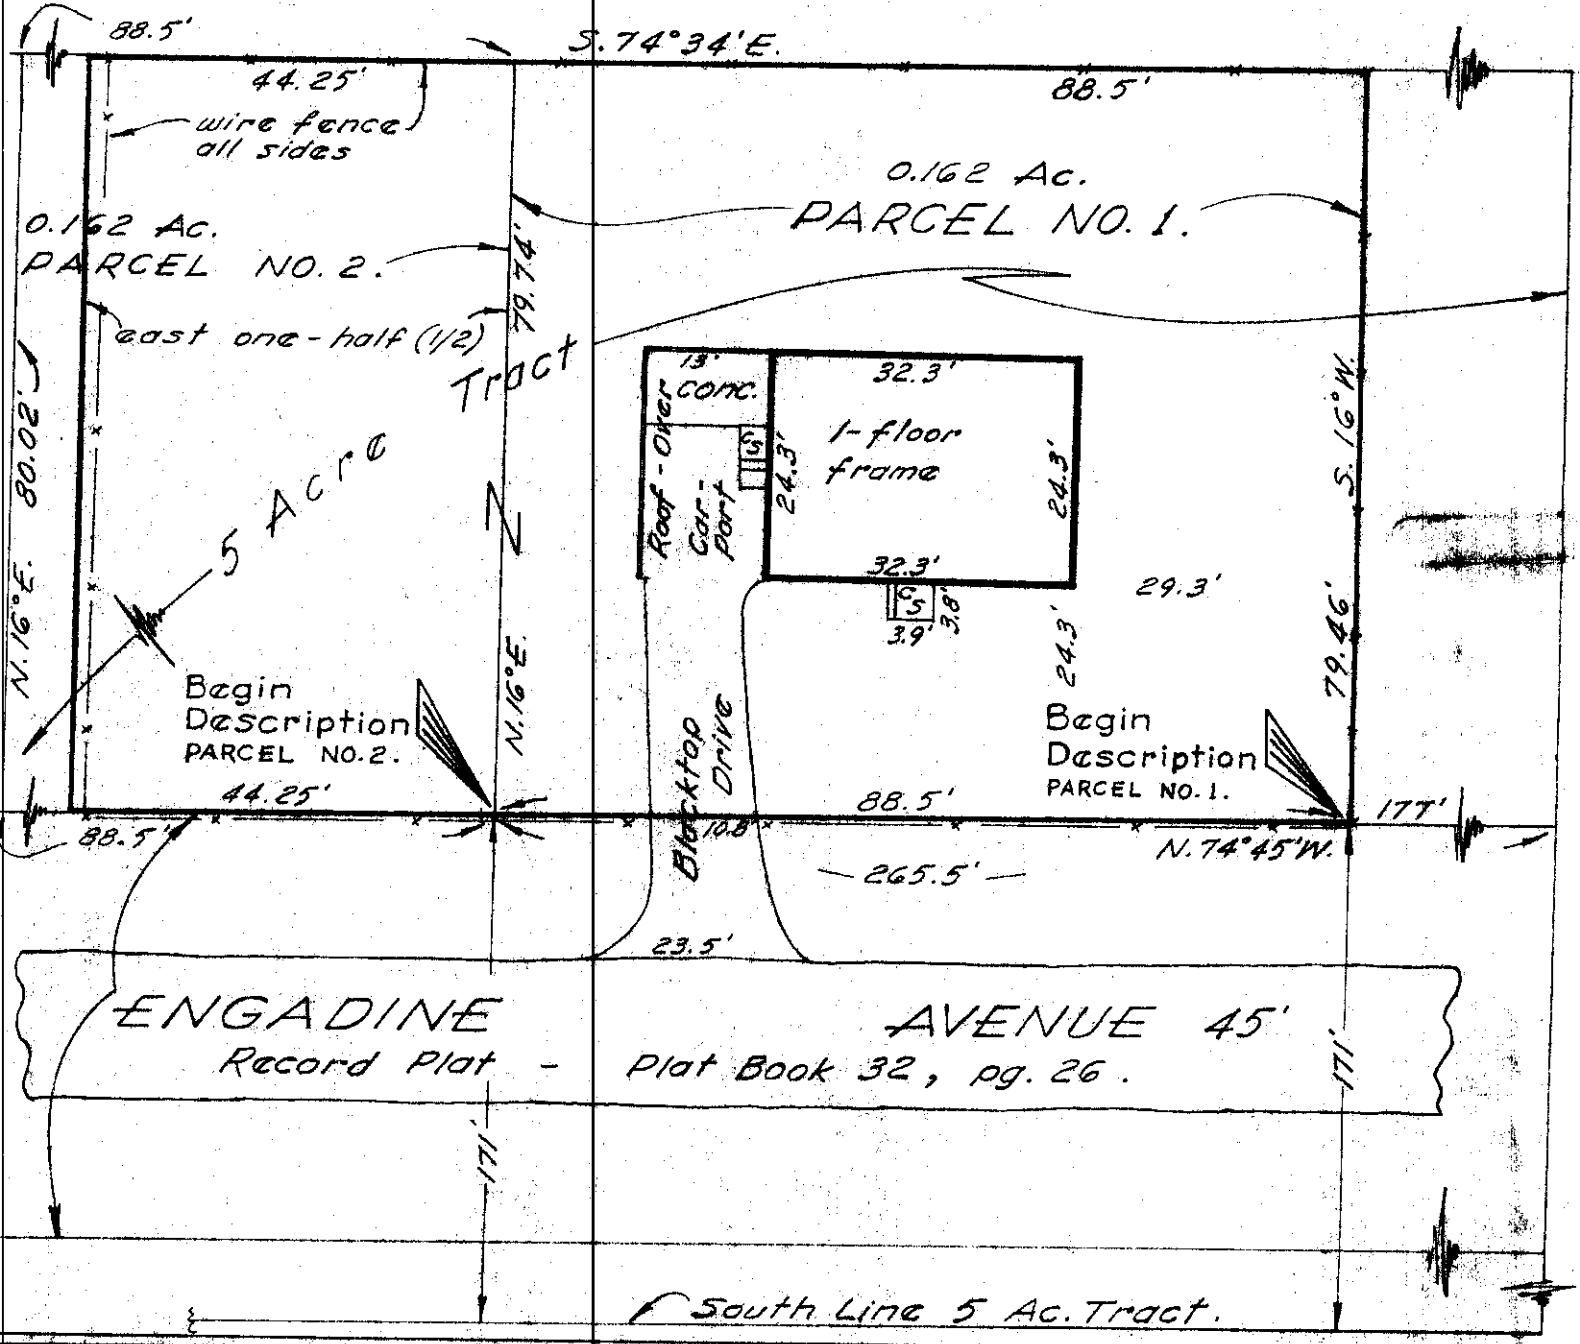 88.5'
S. 74°34' E.
44.25'
88.5'
wire fence
all sides
0.162 Ac.
PARCEL NO. 1.
0.162 Ac.
PARCEL NO. 2.
79.74'
east one-half (1/2)
5 Acre Tract
N. 16° E. 80.02'
13'
conc.
Roof-Over
Car-
port
CS
24.3'
32.3'
1-floor
frame
24.3'
32.3'
CS
3.9'
3.8'
24.3'
29.3'
S. 16° W.
79.46'
N. 16° E.
Begin
Description
PARCEL NO. 2.
Begin
Description
PARCEL NO. 1.
Blacktop
Drive
44.25'
88.5'
10.8'
88.5'
177'
N. 74°45' W.
265.5'
23.5'
ENGADINE AVENUE 45'
Record Plat - Plat Book 32, pg. 26.
171'
171'
South Line 5 Ac. Tract.